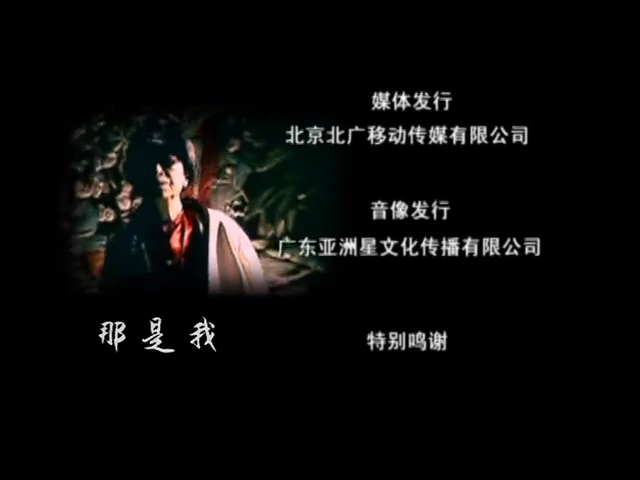 媒体发行
北京北广移动传媒有限公司
音像发行
广东亚洲星文化传播有限公司
那是我
特别鸣谢